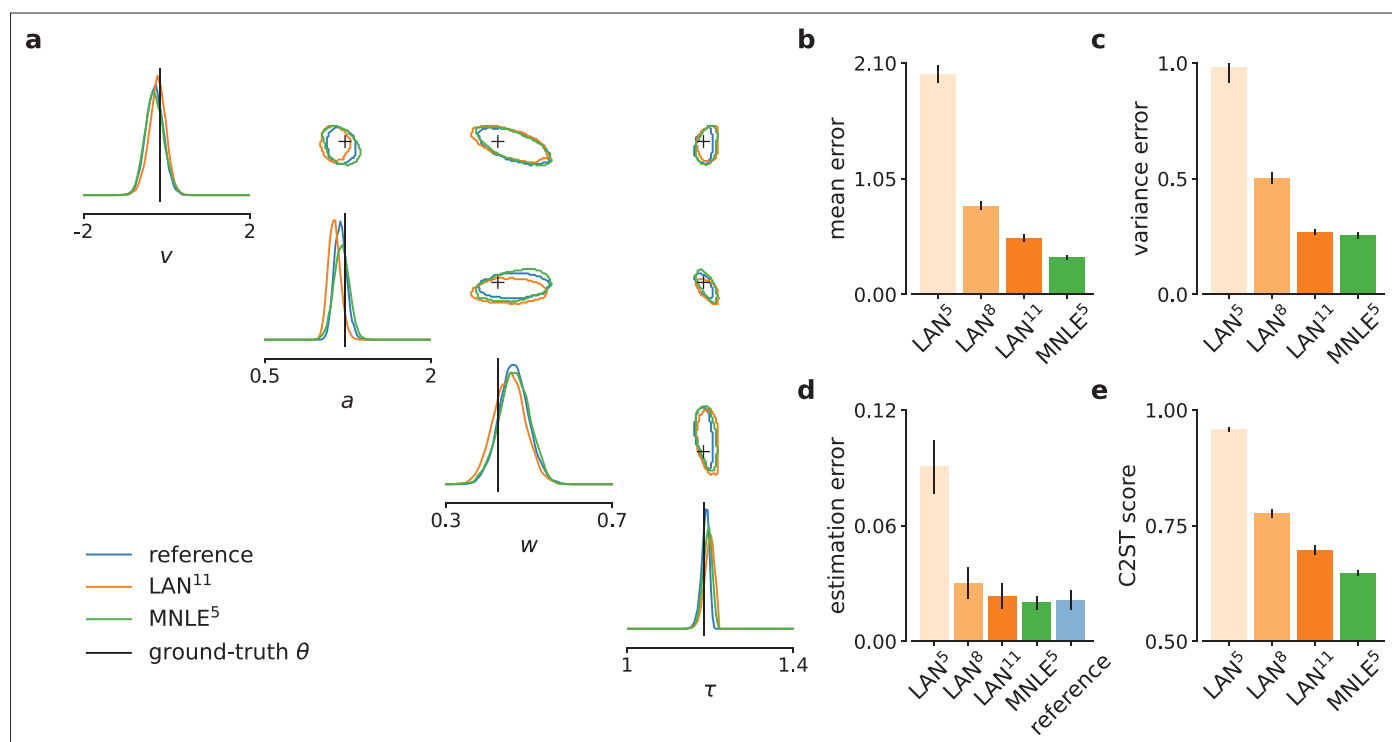 a
-2 2
v
0.5 2
a
0.3 0.7
w
1 1.4
τ
reference
LAN¹¹
MNLE⁵
ground-truth θ
b
mean error
2.10
1.05
0.00
LAN⁵ LAN⁸ LAN¹¹ MNLE⁵
c
variance error
1.0
0.5
0.0
LAN⁵ LAN⁸ LAN¹¹ MNLE⁵
d
estimation error
0.12
0.06
0.00
LAN⁵ LAN⁸ LAN¹¹ MNLE⁵ reference
e
C2ST score
1.00
0.75
0.50
LAN⁵ LAN⁸ LAN¹¹ MNLE⁵